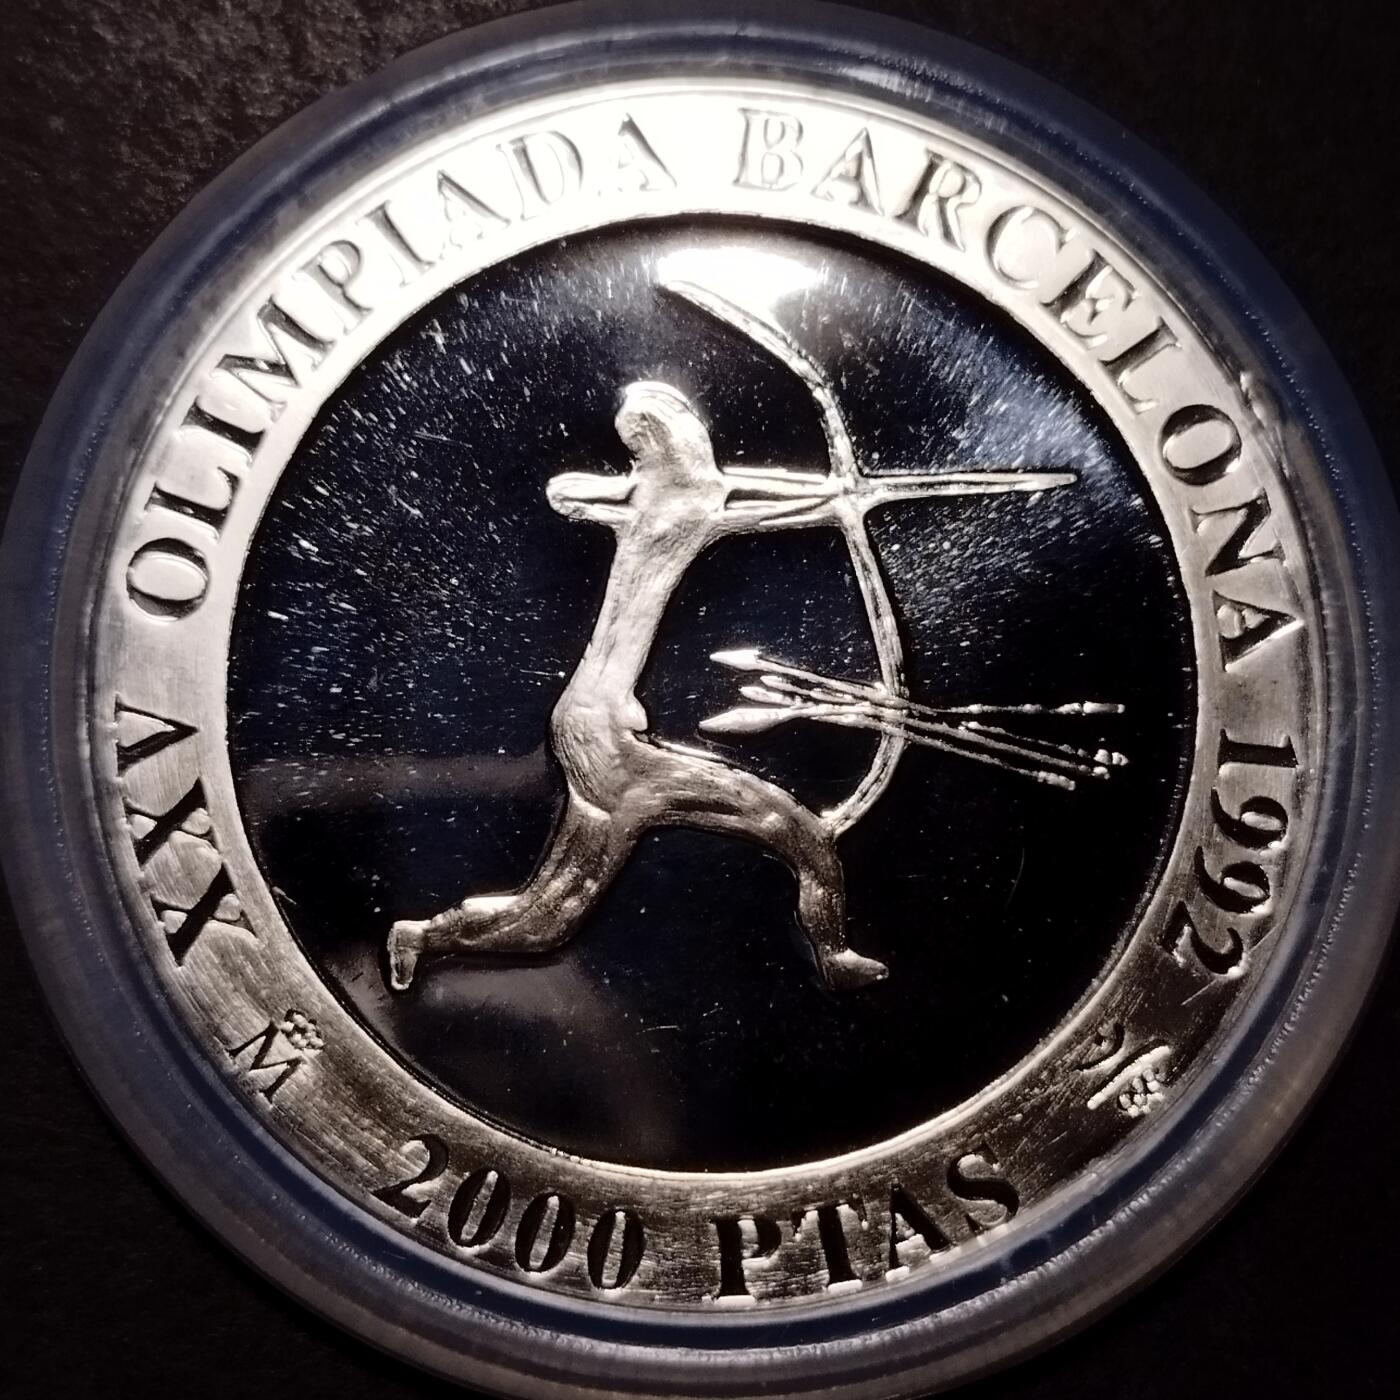 XXV OLIMPIADA BARCELONA 1992
M
2000 PTAS